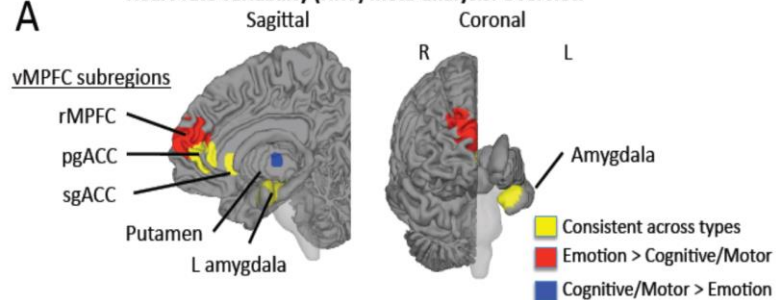 A
Sagittal
Coronal
R
L
vMPFC subregions
rMPFC
pgACC
sgACC
Putamen
L amygdala
Amygdala
Consistent across types
Emotion > Cognitive/Motor
Cognitive/Motor > Emotion